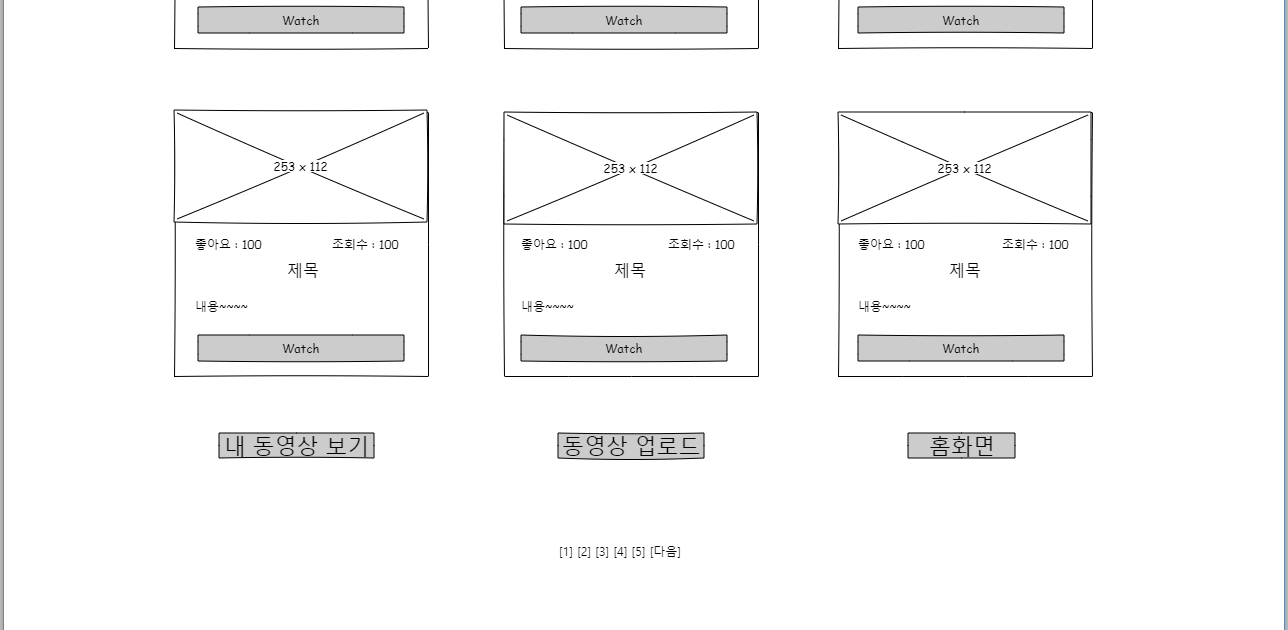 Watch Watch Watch
253 x 112 253 x 112 253 x 112
좋아요 : 100 조회수 : 100 좋아요 : 100 조회수 : 100 좋아요 : 100 조회수 : 100
제목 제목 제목
내용~~~~ 내용~~~~ 내용~~~~
Watch Watch Watch
내 동영상 보기 동영상 업로드 홈화면
[1] [2] [3] [4] [5] [다음]